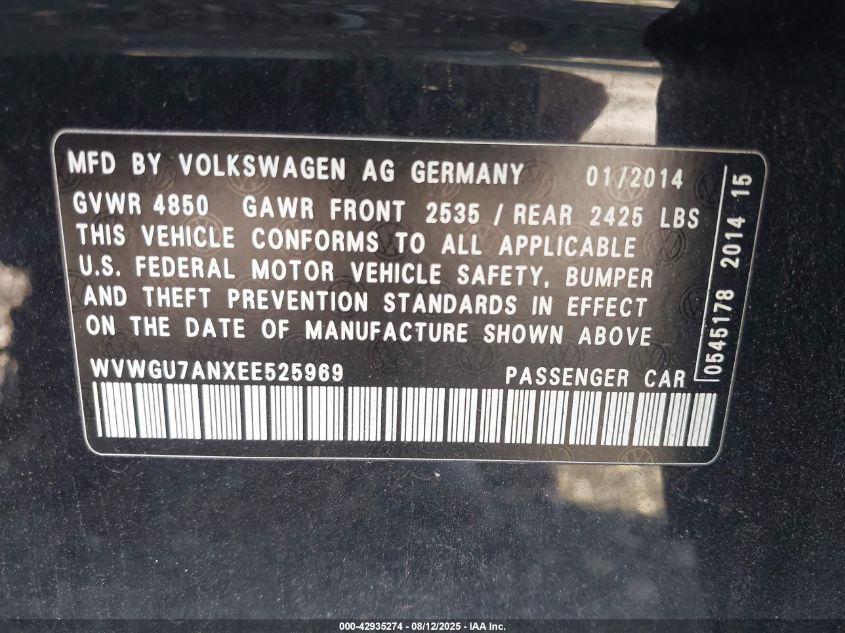 MFD BY VOLKSWAGEN AG GERMANY 01/2014
GVWR 4850 GAWR FRONT 2535 / REAR 2425 LBS
THIS VEHICLE CONFORMS TO ALL APPLICABLE
U.S. FEDERAL MOTOR VEHICLE SAFETY, BUMPER
AND THEFT PREVENTION STANDARDS IN EFFECT
ON THE DATE OF MANUFACTURE SHOWN ABOVE
WVWGU7ANXEE525969 PASSENGER CAR
0545178 2014 15
000-42935274 - 08/12/2025 - IAA Inc.